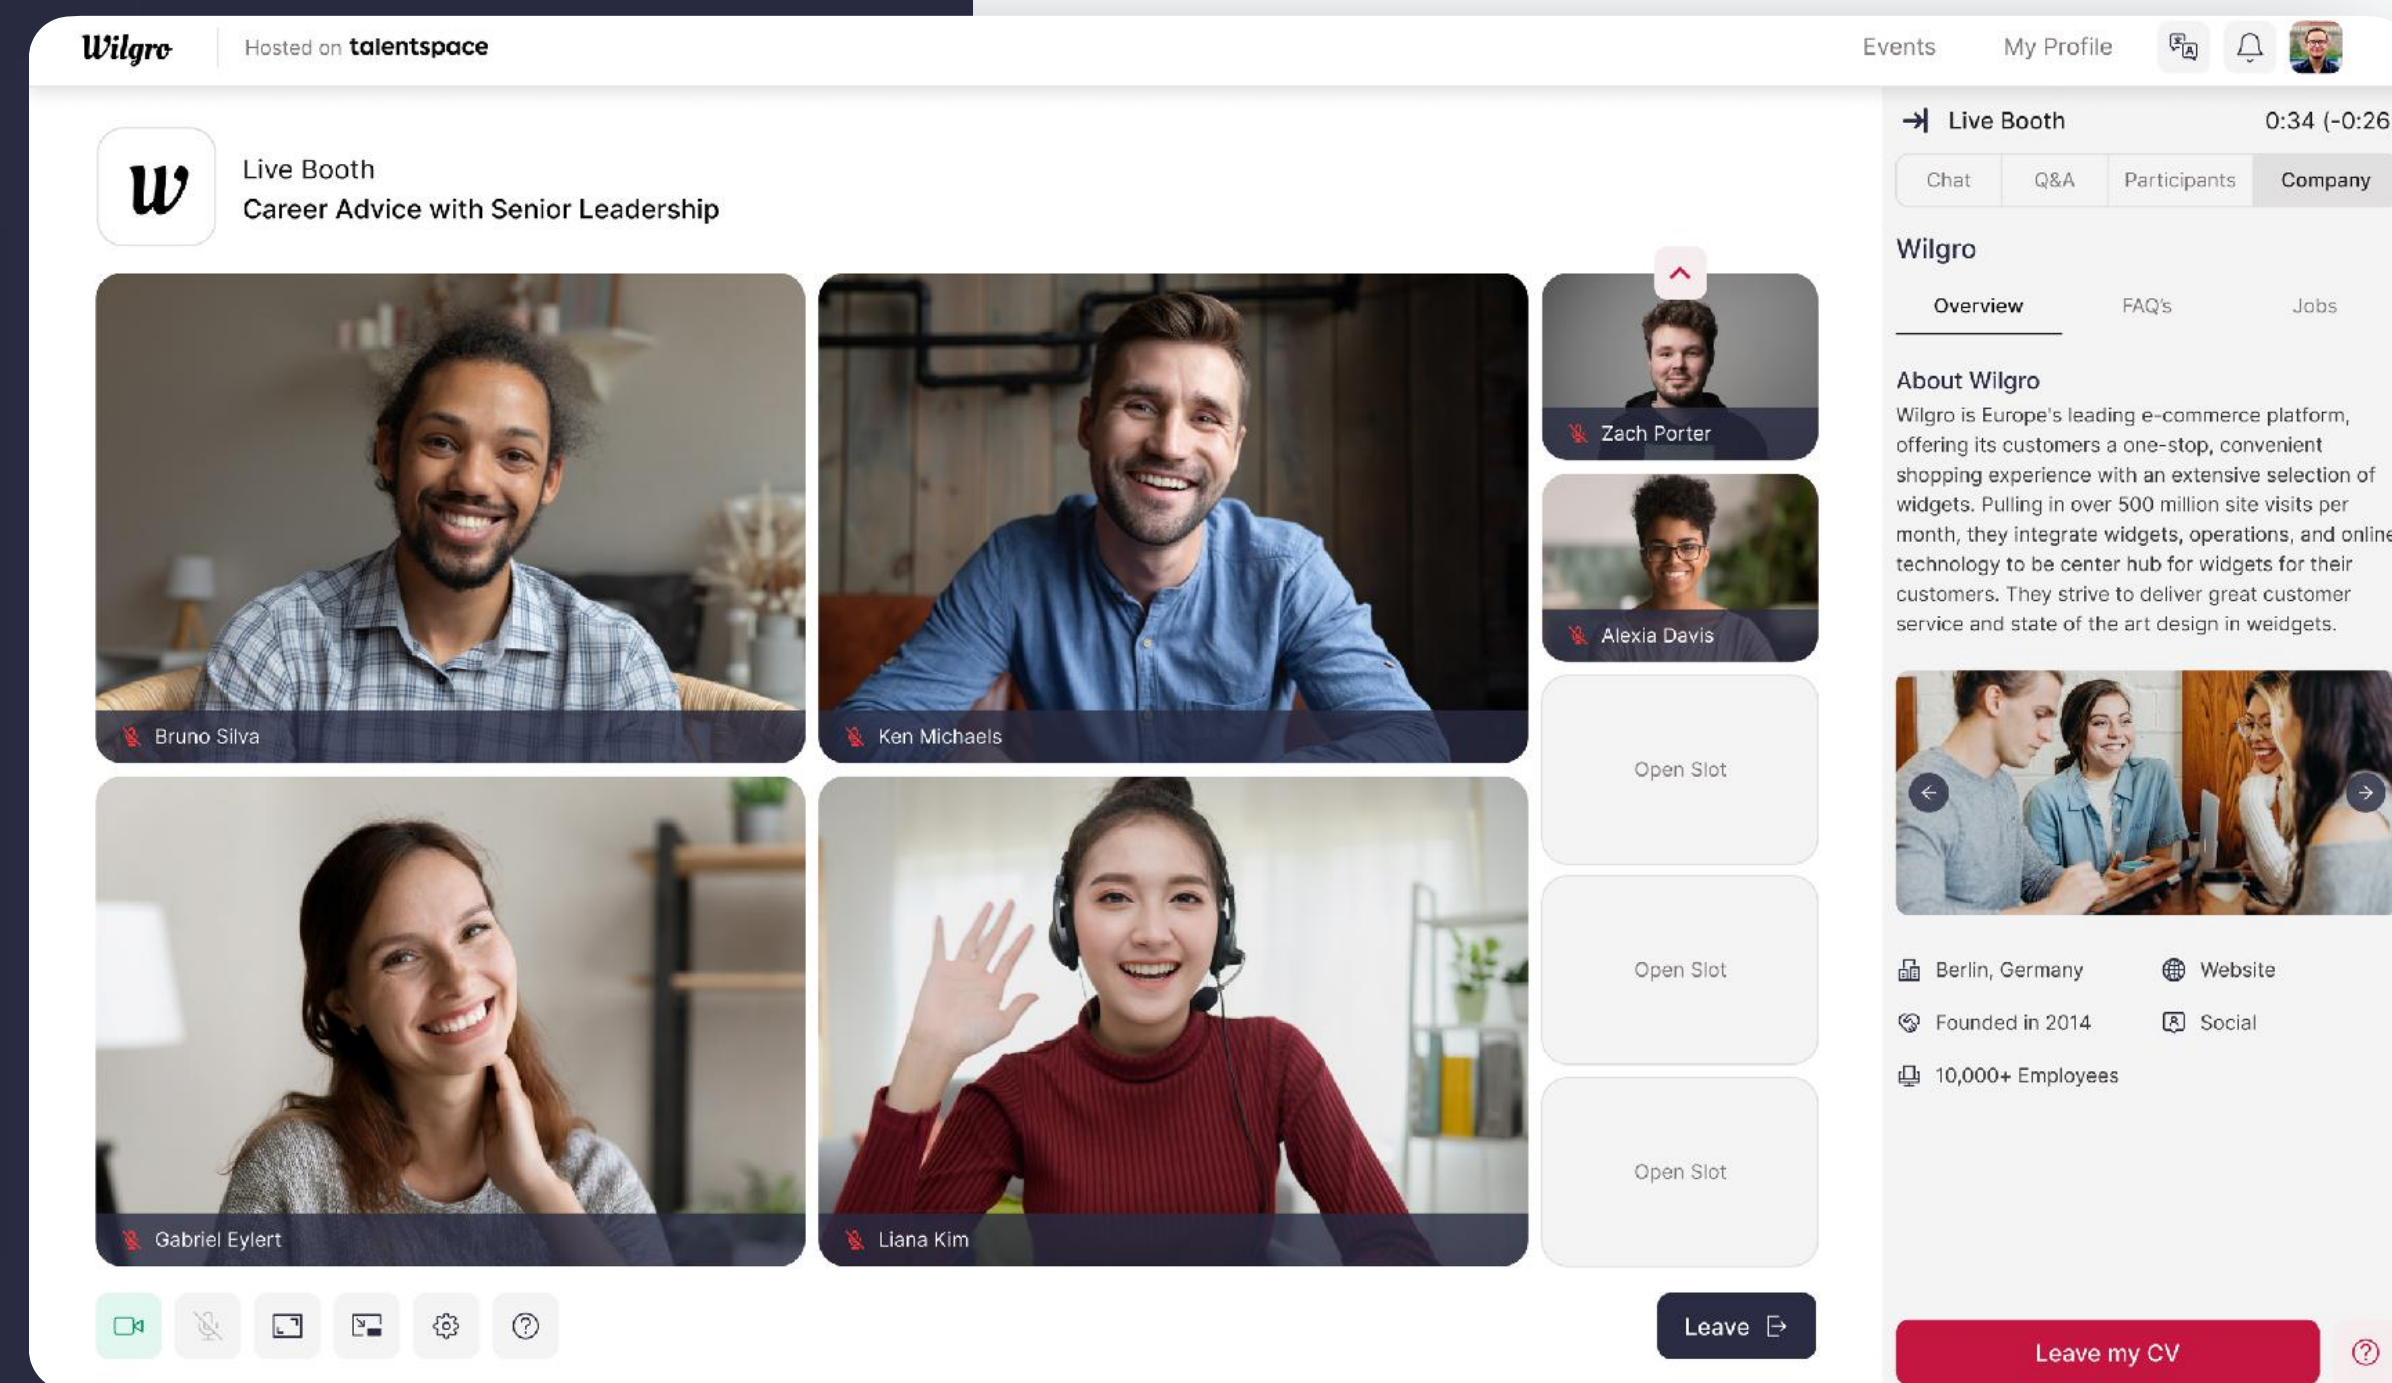 Wilgro
Hosted on talentspace
Events
My Profile
Live Booth
Career Advice with Senior Leadership
w
Bruno Silva
Ken Michaels
Zach Porter
Alexia Davis
Open Slot
Open Slot
Open Slot
Gabriel Eylert
Liana Kim
Leave
Live Booth
0:34 (-0:26
Chat
Q&A
Participants
Company
Wilgro
Overview
FAQ's
Jobs
About Wilgro
Wilgro is Europe's leading e-commerce platform,
offering its customers a one-stop, convenient
shopping experience with an extensive selection of
widgets. Pulling in over 500 million site visits per
month, they integrate widgets, operations, and online
technology to be center hub for widgets for their
customers. They strive to deliver great customer
service and state of the art design in weidgets.
Berlin, Germany
Website
Founded in 2014
Social
10,000+ Employees
Leave my CV